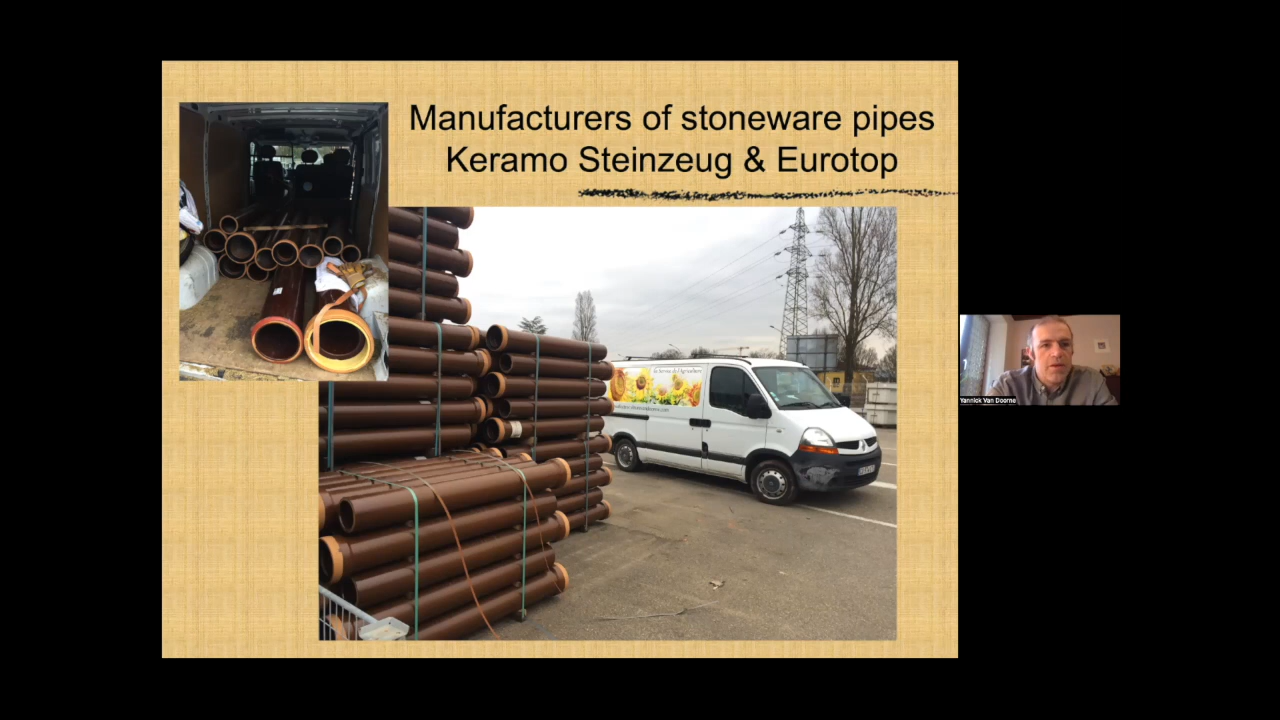 Manufacturers of stoneware pipes
Keramo Steinzeug & Eurotop
Yannick Van Doorne